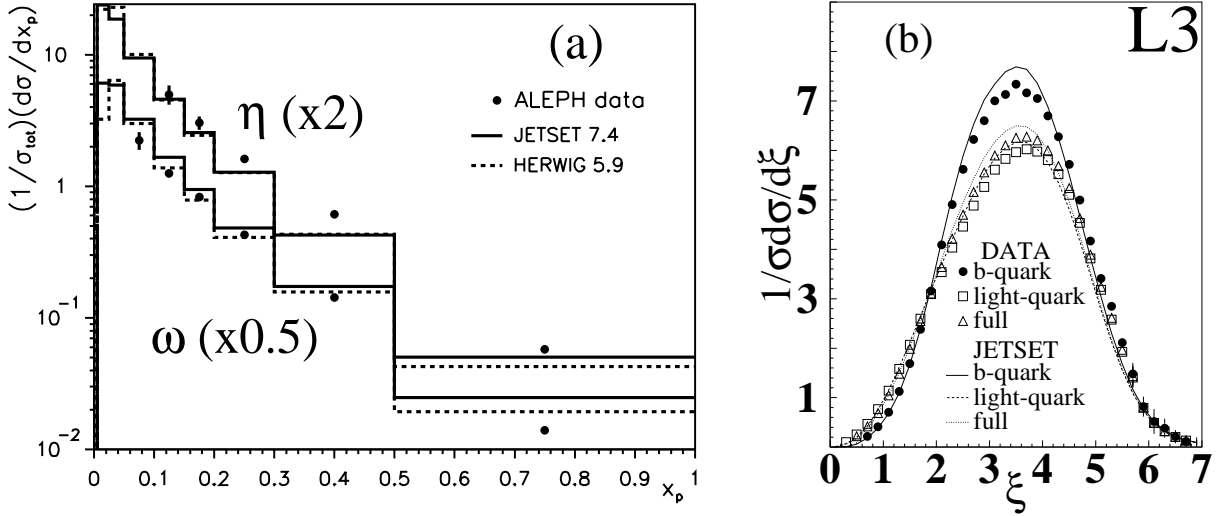 (a)
(1/σtot)(dσ/dxp)
10
1
10⁻¹
10⁻²
η (x2)
ω (x0.5)
ALEPH data
JETSET 7.4
HERWIG 5.9
0 0.1 0.2 0.3 0.4 0.5 0.6 0.7 0.8 0.9 1
xp
(b)
L3
1/σdσ/dξ
7
5
3
1
DATA
b-quark
light-quark
full
JETSET
b-quark
light-quark
full
0 1 2 3 4 5 6 7
ξ